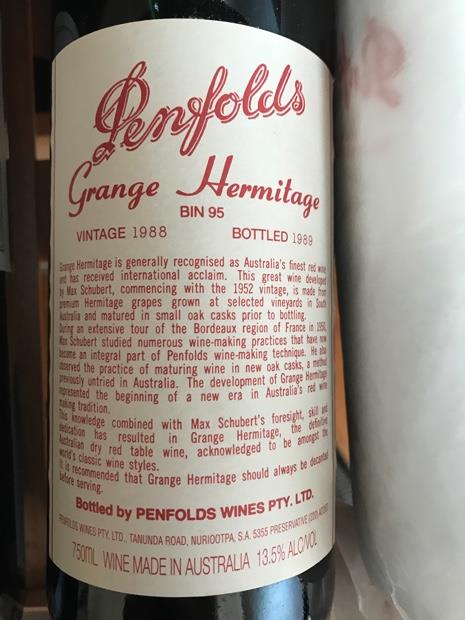 Penfolds
Grange Hermitage
BIN 95
VINTAGE 1988 BOTTLED 1989
Grange Hermitage is generally recognised as Australia's finest red wine
and has received international acclaim. This great wine developed
by Max Schubert, commencing with the 1952 vintage, is made from
premium Hermitage grapes grown at selected vineyards in South
Australia and matured in small oak casks prior to bottling.
During an extensive tour of the Bordeaux region of France in 1950,
Max Schubert studied numerous wine-making practices that have now
become an integral part of Penfolds wine-making technique. He also
observed the practice of maturing wine in new oak casks, a method
previously untried in Australia. The development of Grange Hermitage
represented the beginning of a new era in Australia's red wine
making tradition.
This knowledge combined with Max Schubert's foresight, skill and
dedication has resulted in Grange Hermitage, the definitive
Australian dry red table wine, acknowledged to be amongst the
world's classic wine styles.
It is recommended that Grange Hermitage should always be decanted
before serving.
Bottled by PENFOLDS WINES PTY. LTD.
PENFOLDS WINES PTY. LTD., TANUNDA ROAD, NURIOOTPA, S.A. 5355 PRESERVATIVE (220) ADDED
750ML WINE MADE IN AUSTRALIA 13.5% ALC/VOL